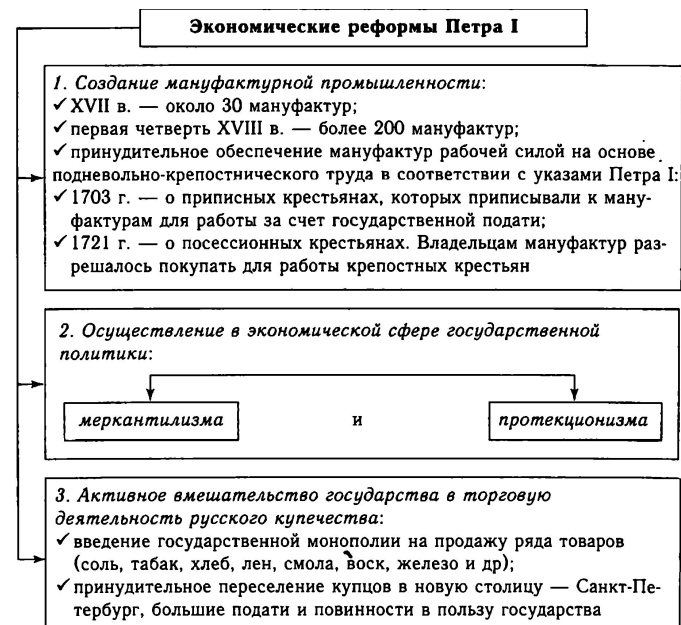 Экономические реформы Петра I
1. Создание мануфактурной промышленности:
✓ XVII в. — около 30 мануфактур;
✓ первая четверть XVIII в. — более 200 мануфактур;
✓ принудительное обеспечение мануфактур рабочей силой на основе
подневольно-крепостнического труда в соответствии с указами Петра I:
✓ 1703 г. — о приписных крестьянах, которых приписывали к ману-
фактурам для работы за счет государственной подати;
✓ 1721 г. — о посессионных крестьянах. Владельцам мануфактур раз-
решалось покупать для работы крепостных крестьян
2. Осуществление в экономической сфере государственной
политики:
меркантилизма и протекционизма
3. Активное вмешательство государства в торговую
деятельность русского купечества:
✓ введение государственной монополии на продажу ряда товаров
(соль, табак, хлеб, лен, смола, воск, железо и др);
✓ принудительное переселение купцов в новую столицу — Санкт-Пе-
тербург, большие подати и повинности в пользу государства